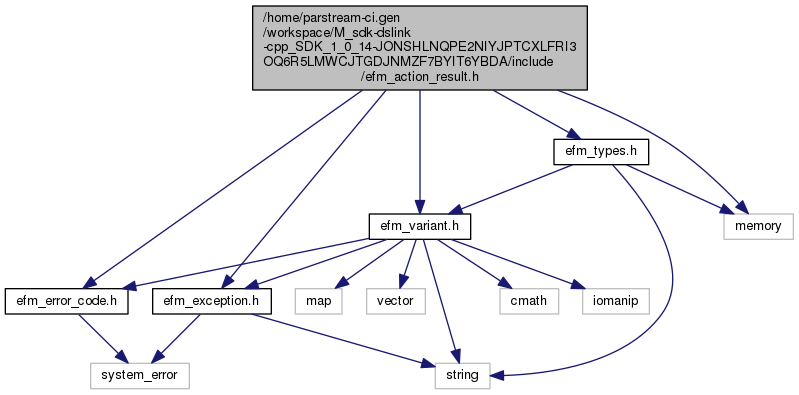 /home/parstream-ci.gen
/workspace/M_sdk-dslink
-cpp_SDK_1_0_14-JONSHLNQPE2NIYJPTCXLFRI3
OQ6R5LMWCJTGDJNMZF7BYIT6YBDA/include
/efm_action_result.h
efm_types.h
efm_variant.h
memory
efm_error_code.h
efm_exception.h
map
vector
cmath
iomanip
system_error
string